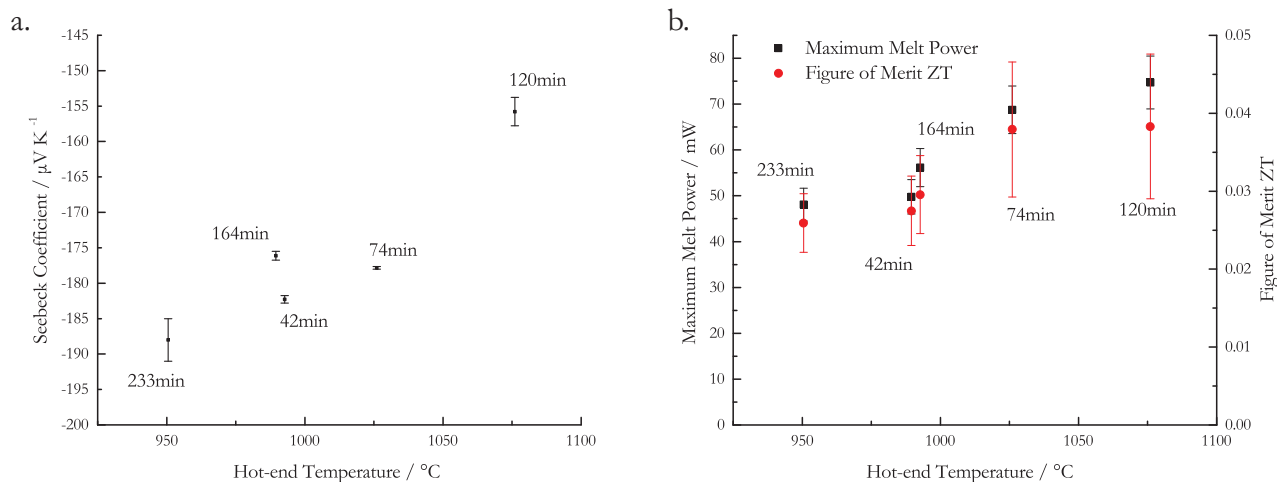 a.
-145
-150
-155
-160
-165
-170
-175
-180
-185
-190
-195
-200
Seebeck Coefficient / µV K⁻¹
120min
164min
74min
42min
233min
950
1000
1050
1100
Hot-end Temperature / °C
b.
Maximum Melt Power
Figure of Merit ZT
80
70
60
50
40
30
20
10
0
Maximum Melt Power / mW
233min
164min
42min
74min
120min
0.05
0.04
0.03
0.02
0.01
0.00
Figure of Merit ZT
950
1000
1050
1100
Hot-end Temperature / °C